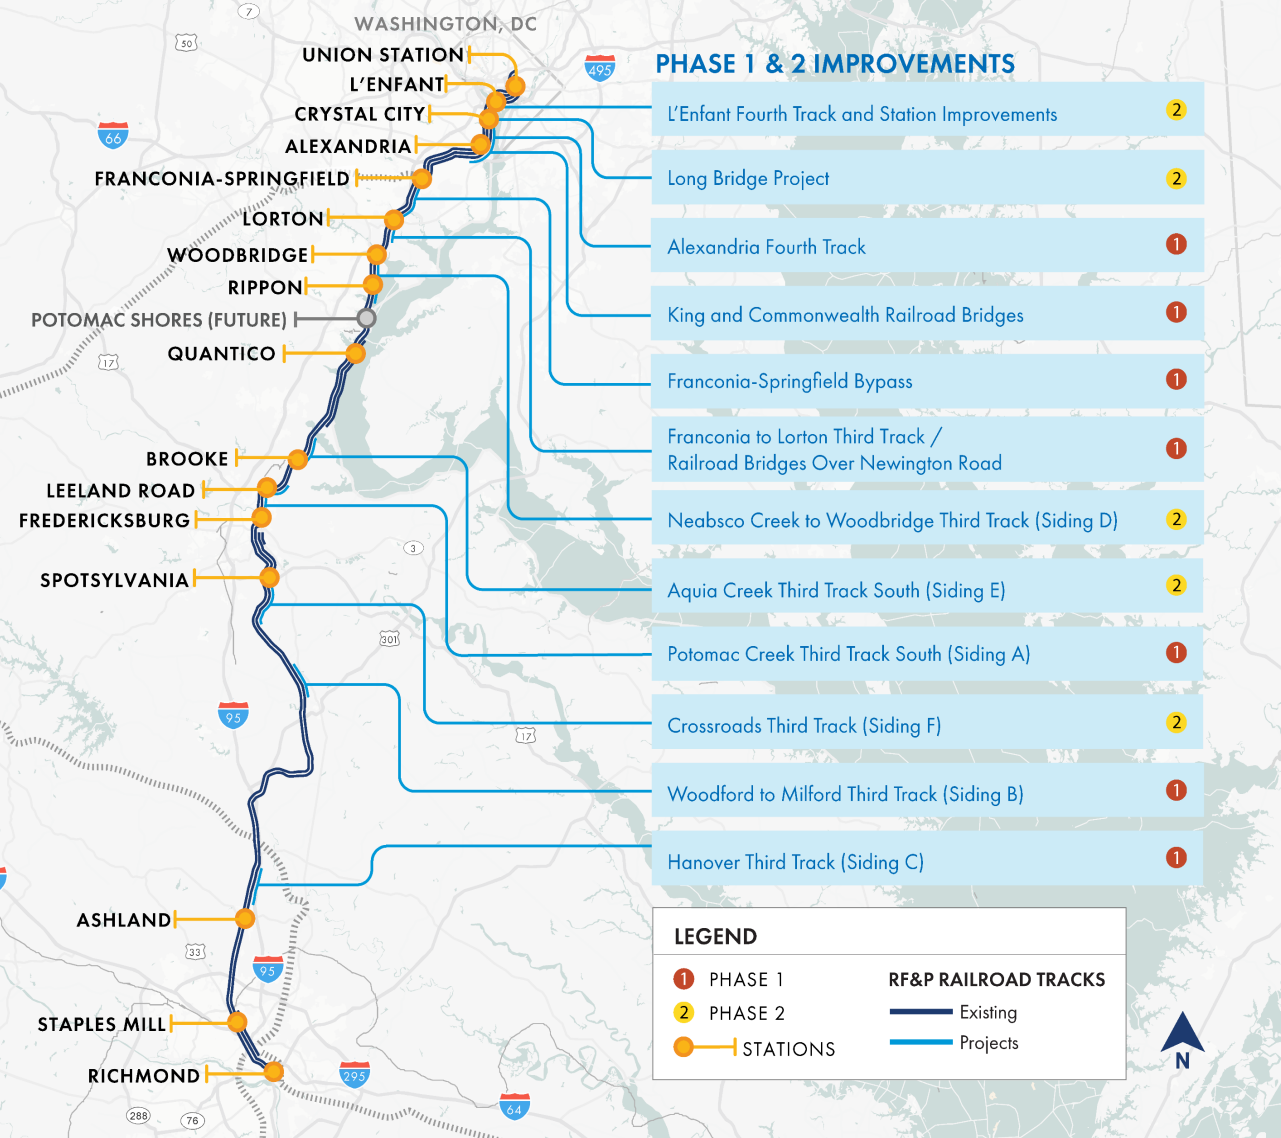 WASHINGTON, DC
UNION STATION
L'ENFANT
CRYSTAL CITY
ALEXANDRIA
FRANCONIA-SPRINGFIELD
LORTON
WOODBRIDGE
RIPPON
POTOMAC SHORES (FUTURE)
QUANTICO
BROOKE
LEELAND ROAD
FREDERICKSBURG
SPOTSYLVANIA
ASHLAND
STAPLES MILL
RICHMOND
7
50
495
66
17
3
301
95
17
33
95
295
64
288
76
PHASE 1 & 2 IMPROVEMENTS
L'Enfant Fourth Track and Station Improvements 2
Long Bridge Project 2
Alexandria Fourth Track 1
King and Commonwealth Railroad Bridges 1
Franconia-Springfield Bypass 1
Franconia to Lorton Third Track /
Railroad Bridges Over Newington Road 1
Neabsco Creek to Woodbridge Third Track (Siding D) 2
Aquia Creek Third Track South (Siding E) 2
Potomac Creek Third Track South (Siding A) 1
Crossroads Third Track (Siding F) 2
Woodford to Milford Third Track (Siding B) 1
Hanover Third Track (Siding C) 1
LEGEND
1 PHASE 1
2 PHASE 2
STATIONS
RF&P RAILROAD TRACKS
Existing
Projects
N